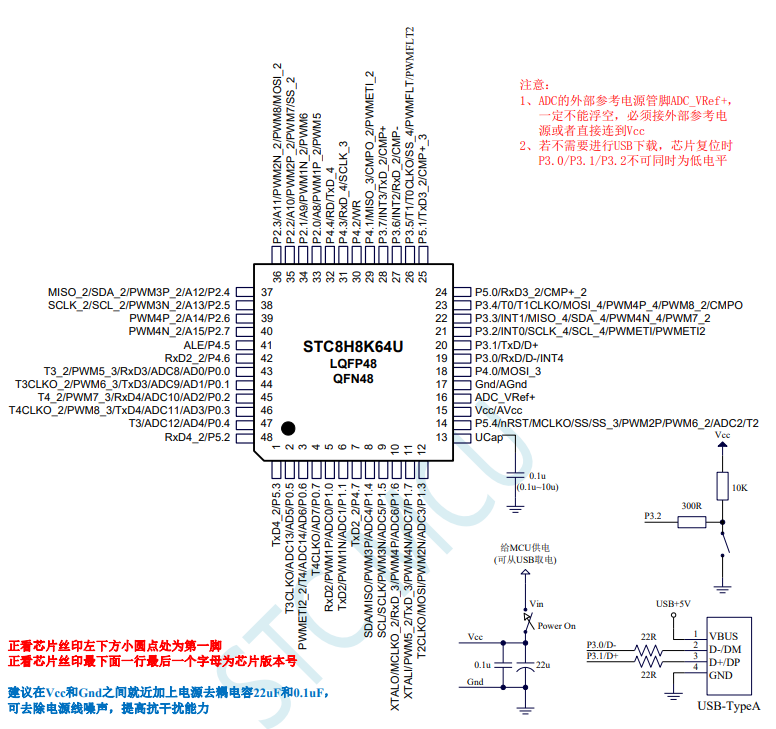 注意：
1、ADC的外部参考电源管脚ADC_VRef+，
一定不能浮空，必须接外部参考电
源或者直接连到Vcc
2、若不需要进行USB下载，芯片复位时
P3.0/P3.1/P3.2不可同时为低电平
P2.3/A11/PWM2N_2/PWM8/MOSI_2
P2.2/A10/PWM2P_2/PWM7/SS_2
P2.1/A9/PWM1N_2/PWM6
P2.0/A8/PWM1P_2/PWM5
P4.4/RD/TxD_4
P4.3/RxD_4/SCLK_3
P4.2/WR
P4.1/MISO_3/CMPO_2/PWMETI_2
P3.7/INT3/TxD_2/CMP+
P3.6/INT2/RxD_2/CMP-
P3.5/T1/T0CLKO/SS_4/PWMFLT/PWMFLT2
P5.1/TxD3_2/CMP+_3
36 35 34 33 32 31 30 29 28 27 26 25
MISO_2/SDA_2/PWM3P_2/A12/P2.4 37
SCLK_2/SCL_2/PWM3N_2/A13/P2.5 38
PWM4P_2/A14/P2.6 39
PWM4N_2/A15/P2.7 40
ALE/P4.5 41
RxD2_2/P4.6 42
T3_2/PWM5_3/RxD3/ADC8/AD0/P0.0 43
T3CLKO_2/PWM6_3/TxD3/ADC9/AD1/P0.1 44
T4_2/PWM7_3/RxD4/ADC10/AD2/P0.2 45
T4CLKO_2/PWM8_3/TxD4/ADC11/AD3/P0.3 46
T3/ADC12/AD4/P0.4 47
RxD4_2/P5.2 48
STC8H8K64U
LQFP48
QFN48
24 P5.0/RxD3_2/CMP+_2
23 P3.4/T0/T1CLKO/MOSI_4/PWM4P_4/PWM8_2/CMPO
22 P3.3/INT1/MISO_4/SDA_4/PWM4N_4/PWM7_2
21 P3.2/INT0/SCLK_4/SCL_4/PWMETI/PWMETI2
20 P3.1/TxD/D+
19 P3.0/RxD/D-/INT4
18 P4.0/MOSI_3
17 Gnd/AGnd
16 ADC_VRef+
15 Vcc/AVcc
14 P5.4/nRST/MCLKO/SS/SS_3/PWM2P/PWM6_2/ADC2/T2
13 UCap
1 2 3 4 5 6 7 8 9 10 11 12
TxD4_2/P5.3
T3CLKO/ADC13/AD5/P0.5
PWMETI2_2/T4/ADC14/AD6/P0.6
T4CLKO/AD7/P0.7
RxD2/PWM1P/ADC0/P1.0
TxD2/PWM1N/ADC1/P1.1
TxD2_2/P4.7
SDA/MISO/PWM3P/ADC4/P1.4
SCL/SCLK/PWM3N/ADC5/P1.5
XTALO/MCLKO_2/RxD_3/PWM4P/ADC6/P1.6
XTALI/PWM5_2/TxD_3/PWM4N/ADC7/P1.7
T2CLKO/MOSI/PWM2N/ADC3/P1.3
0.1u
(0.1u~10u)
Vcc
10K
300R
P3.2
给MCU供电
(可从USB取电)
Vin
Power On
Vcc
0.1u
22u
Gnd
USB+5V
P3.0/D-
22R
P3.1/D+
22R
1 VBUS
2 D-/DM
3 D+/DP
4 GND
USB-TypeA
正看芯片丝印左下方小圆点处为第一脚
正看芯片丝印最下面一行最后一个字母为芯片版本号
建议在Vcc和Gnd之间就近加上电源去耦电容22uF和0.1uF，
可去除电源线噪声，提高抗干扰能力
STCMCU